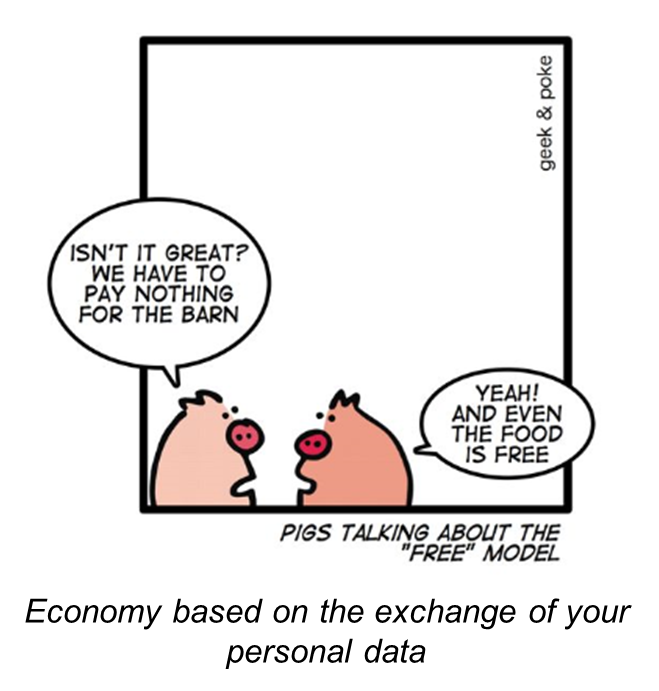 geek & poke
ISN'T IT GREAT?
WE HAVE TO
PAY NOTHING
FOR THE BARN
YEAH!
AND EVEN
THE FOOD
IS FREE
PIGS TALKING ABOUT THE
"FREE" MODEL
Economy based on the exchange of your
personal data